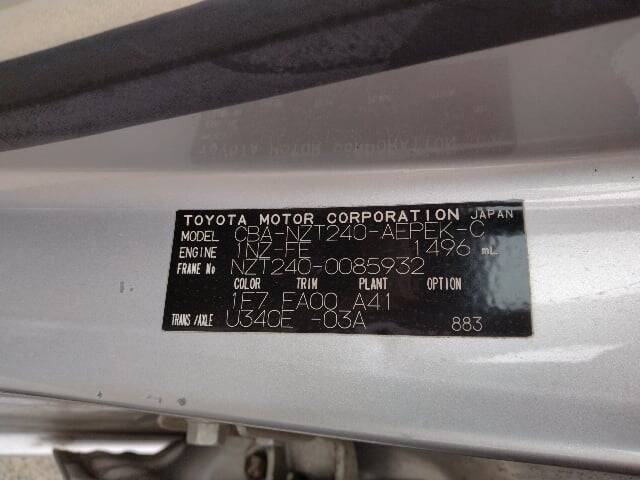 TOYOTA MOTOR CORPORATION JAPAN
MODEL CBA-NZT240-AEPEK-C
ENGINE 1NZ-FE 1496 mL
FRAME No NZT240-0085932
COLOR TRIM PLANT OPTION
1E7 EA00 A41
TRANS/AXLE U340E -03A 883